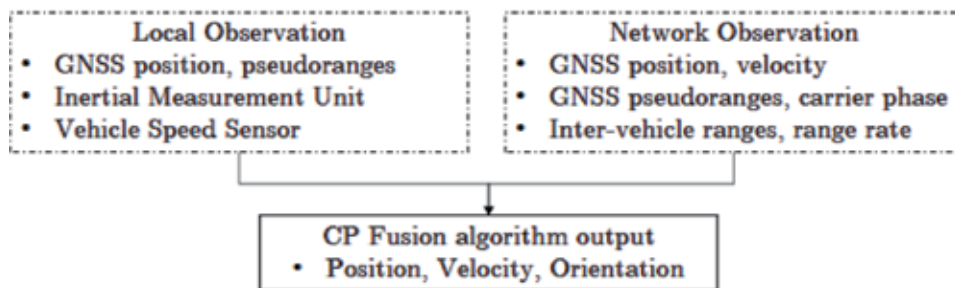 Local Observation
• GNSS position, pseudoranges
• Inertial Measurement Unit
• Vehicle Speed Sensor
Network Observation
• GNSS position, velocity
• GNSS pseudoranges, carrier phase
• Inter-vehicle ranges, range rate
CP Fusion algorithm output
• Position, Velocity, Orientation